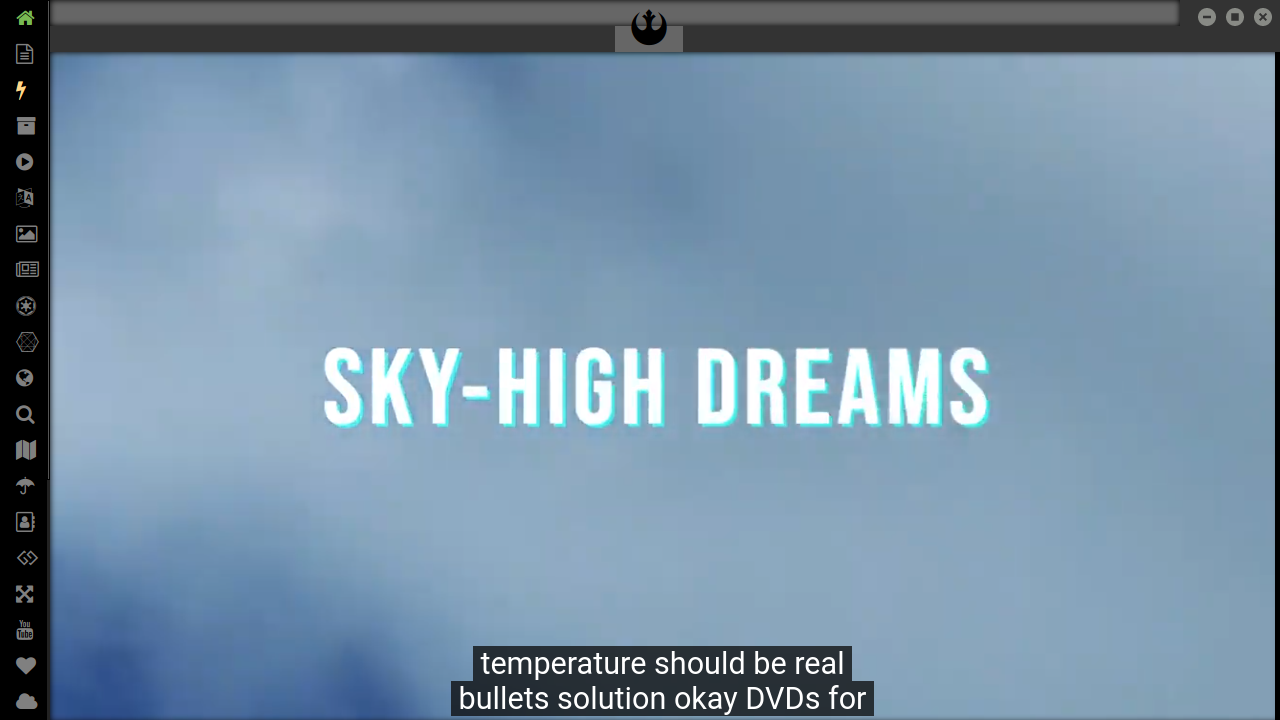 SKY-HIGH DREAMS
temperature should be real
bullets solution okay DVDs for